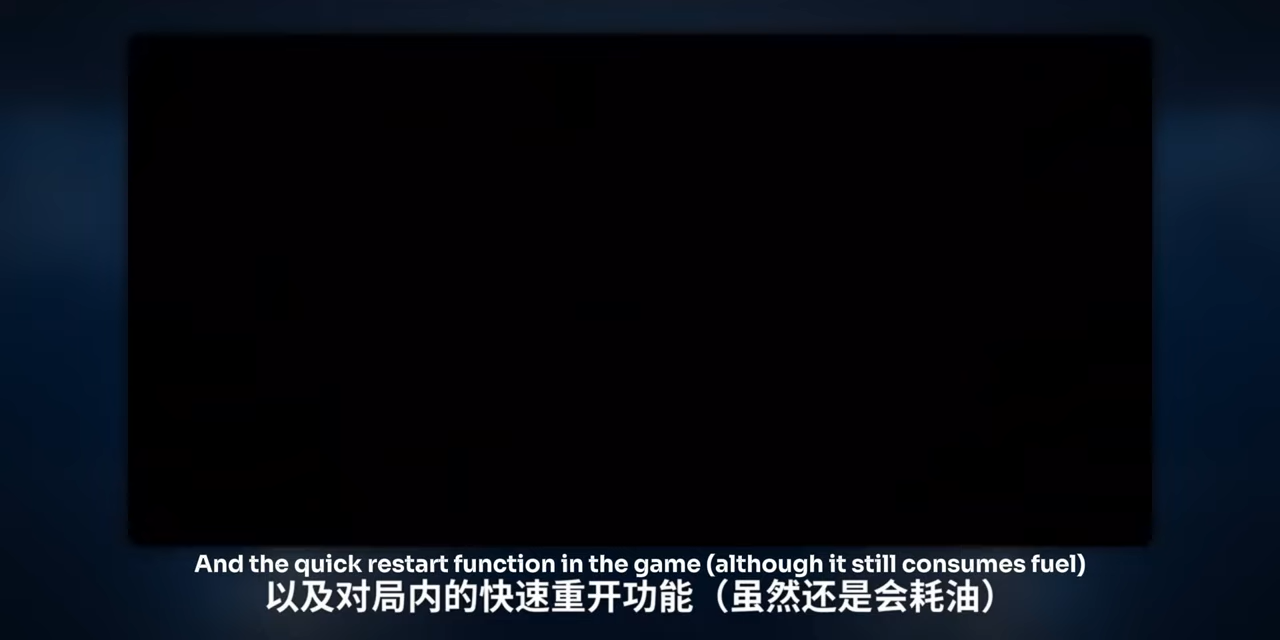 And the quick restart function in the game (although it still consumes fuel)
以及对局内的快速重开功能（虽然还是会耗油）